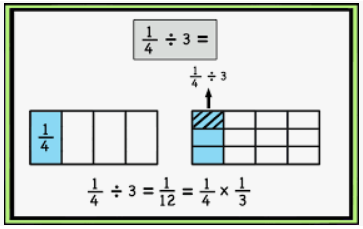 1/4 ÷ 3 =
1/4 ÷ 3
1/4
1/4 ÷ 3 = 1/12 = 1/4 × 1/3